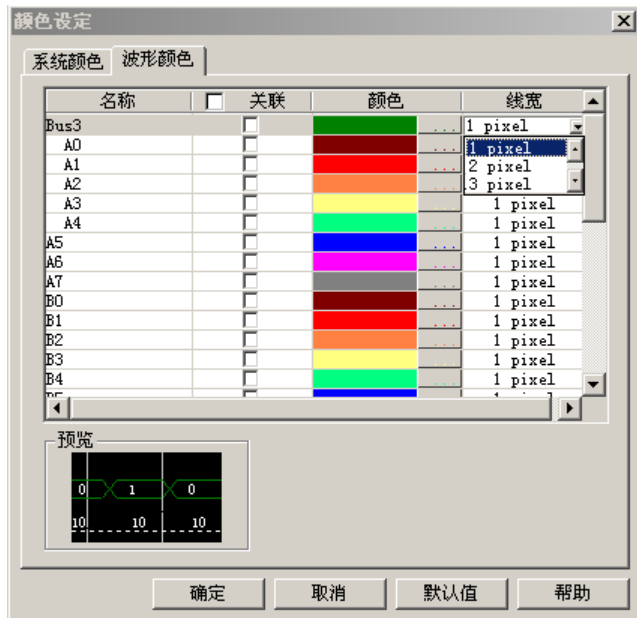 颜色设定
系统颜色 波形颜色
名称 关联 颜色 线宽
Bus3 ... 1 pixel
A0 ... 1 pixel
A1 ... 2 pixel
A2 ... 3 pixel
A3 ... 1 pixel
A4 ... 1 pixel
A5 ... 1 pixel
A6 ... 1 pixel
A7 ... 1 pixel
B0 ... 1 pixel
B1 ... 1 pixel
B2 ... 1 pixel
B3 ... 1 pixel
B4 ... 1 pixel
预览
0 1 0
10 10 10
确定 取消 默认值 帮助